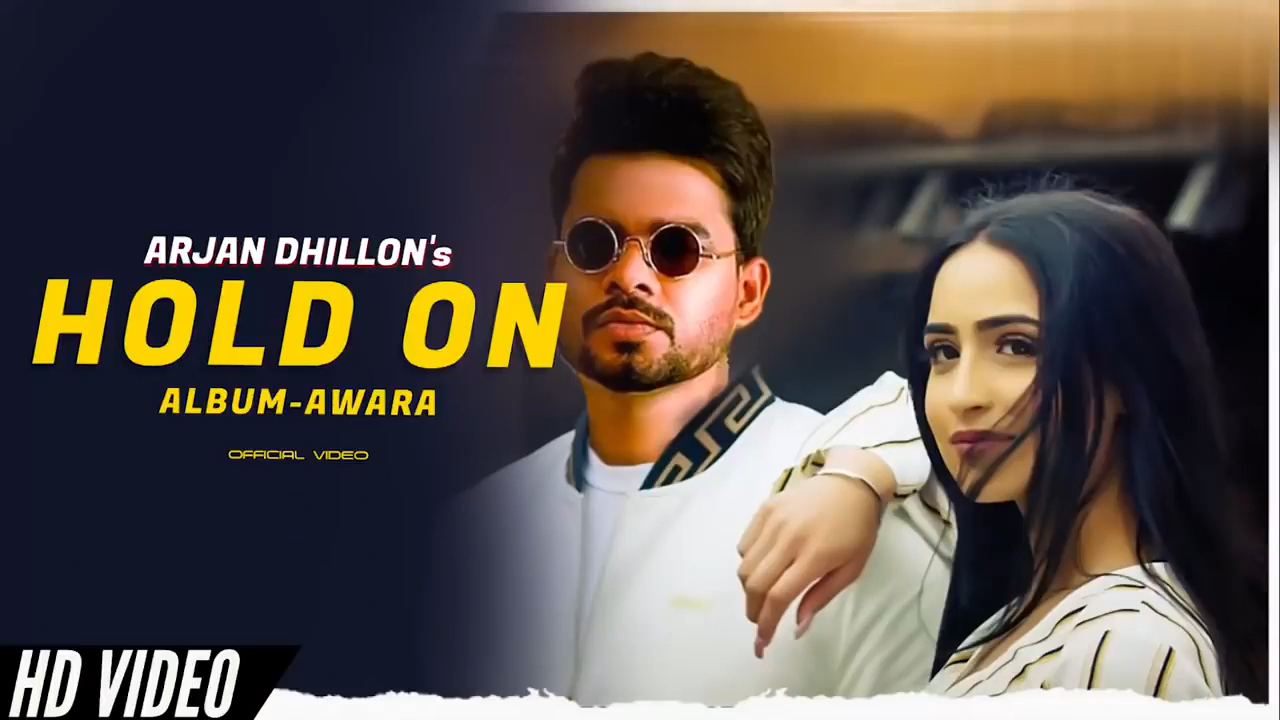 ARJAN DHILLON's
HOLD ON
ALBUM-AWARA
OFFICIAL VIDEO
HD VIDEO